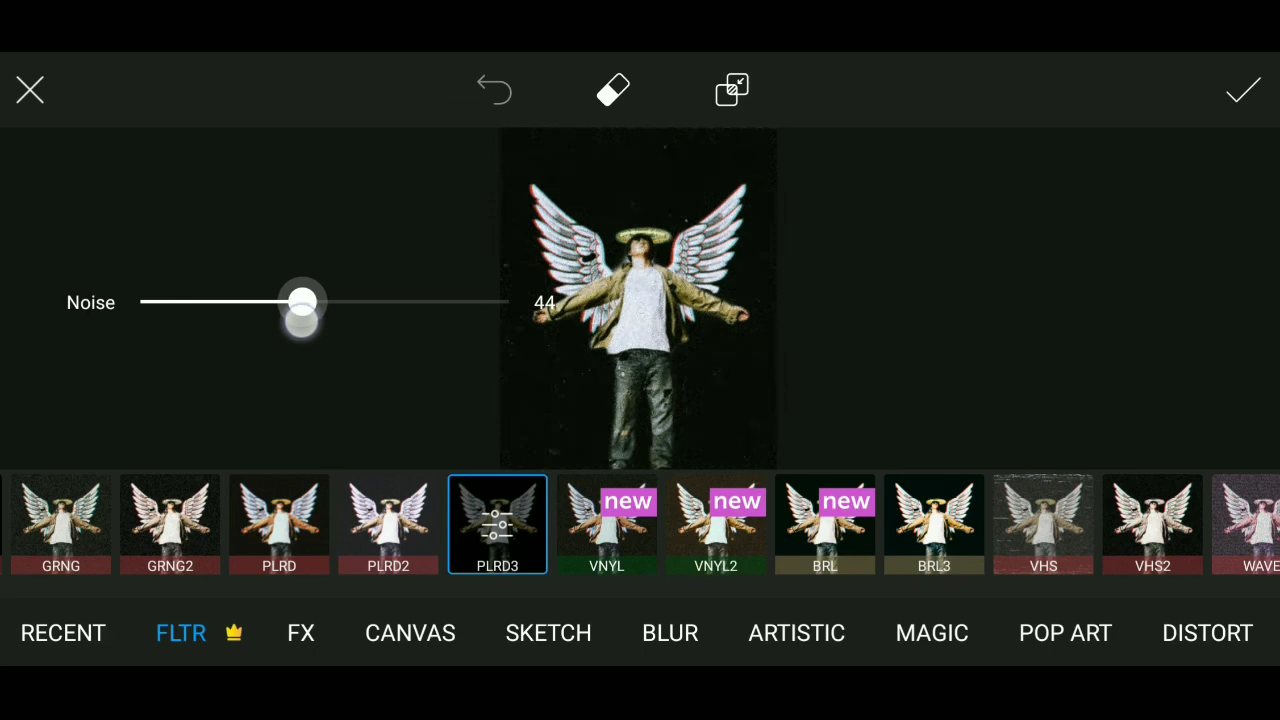 Noise 44
new new new
GRNG GRNG2 PLRD PLRD2 PLRD3 VNYL VNYL2 BRL BRL3 VHS VHS2 WAVE
RECENT FLTR FX CANVAS SKETCH BLUR ARTISTIC MAGIC POP ART DISTORT